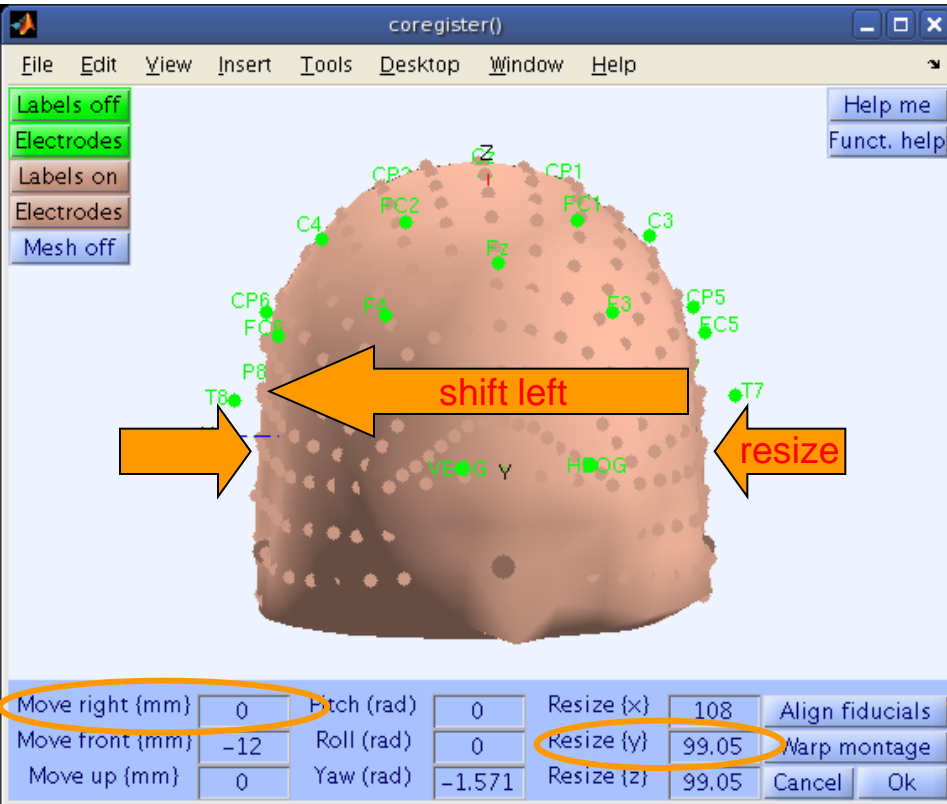 coregister()
File Edit View Insert Tools Desktop Window Help
Labels off
Help me
Electrodes
Funct. help
Labels on
Electrodes
Mesh off
Z
CP1
FC2 FC1
C4 C3
Fz
CP6 CP5
F4 F3
FC6 FC5
P8
T8 shift left T7
resize
VEOG Y HEOG
Move right {mm} 0 Pitch (rad) 0 Resize {x} 108 Align fiducials
Move front {mm} -12 Roll (rad) 0 Resize {y} 99.05 Warp montage
Move up {mm} 0 Yaw (rad) -1.571 Resize {z} 99.05 Cancel Ok